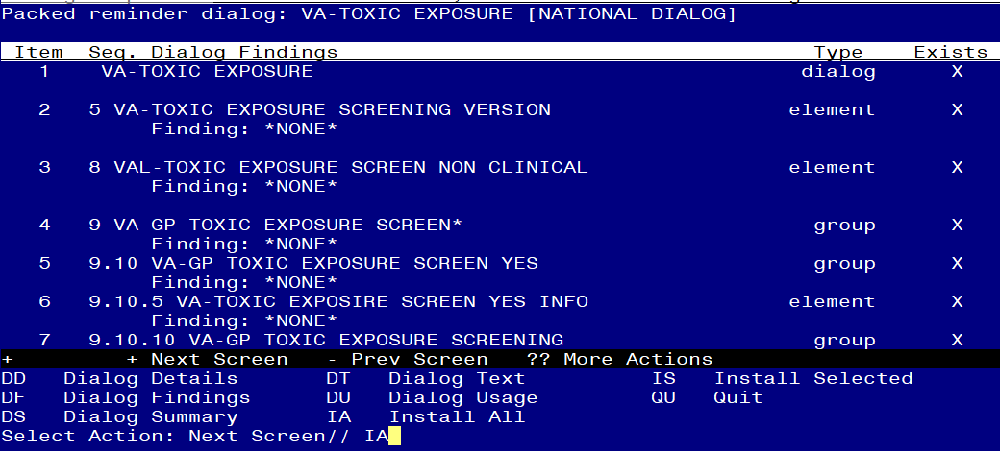 Packed reminder dialog: VA-TOXIC EXPOSURE [NATIONAL DIALOG]
Item Seq. Dialog Findings Type Exists
1 VA-TOXIC EXPOSURE dialog X
2 5 VA-TOXIC EXPOSURE SCREENING VERSION element X
Finding: *NONE*
3 8 VAL-TOXIC EXPOSURE SCREEN NON CLINICAL element X
Finding: *NONE*
4 9 VA-GP TOXIC EXPOSURE SCREEN* group X
Finding: *NONE*
5 9.10 VA-GP TOXIC EXPOSURE SCREEN YES group X
Finding: *NONE*
6 9.10.5 VA-TOXIC EXPOSIRE SCREEN YES INFO element X
Finding: *NONE*
7 9.10.10 VA-GP TOXIC EXPOSURE SCREENING group X
+ + Next Screen - Prev Screen ?? More Actions
DD Dialog Details DT Dialog Text IS Install Selected
DF Dialog Findings DU Dialog Usage QU Quit
DS Dialog Summary IA Install All
Select Action: Next Screen// IA